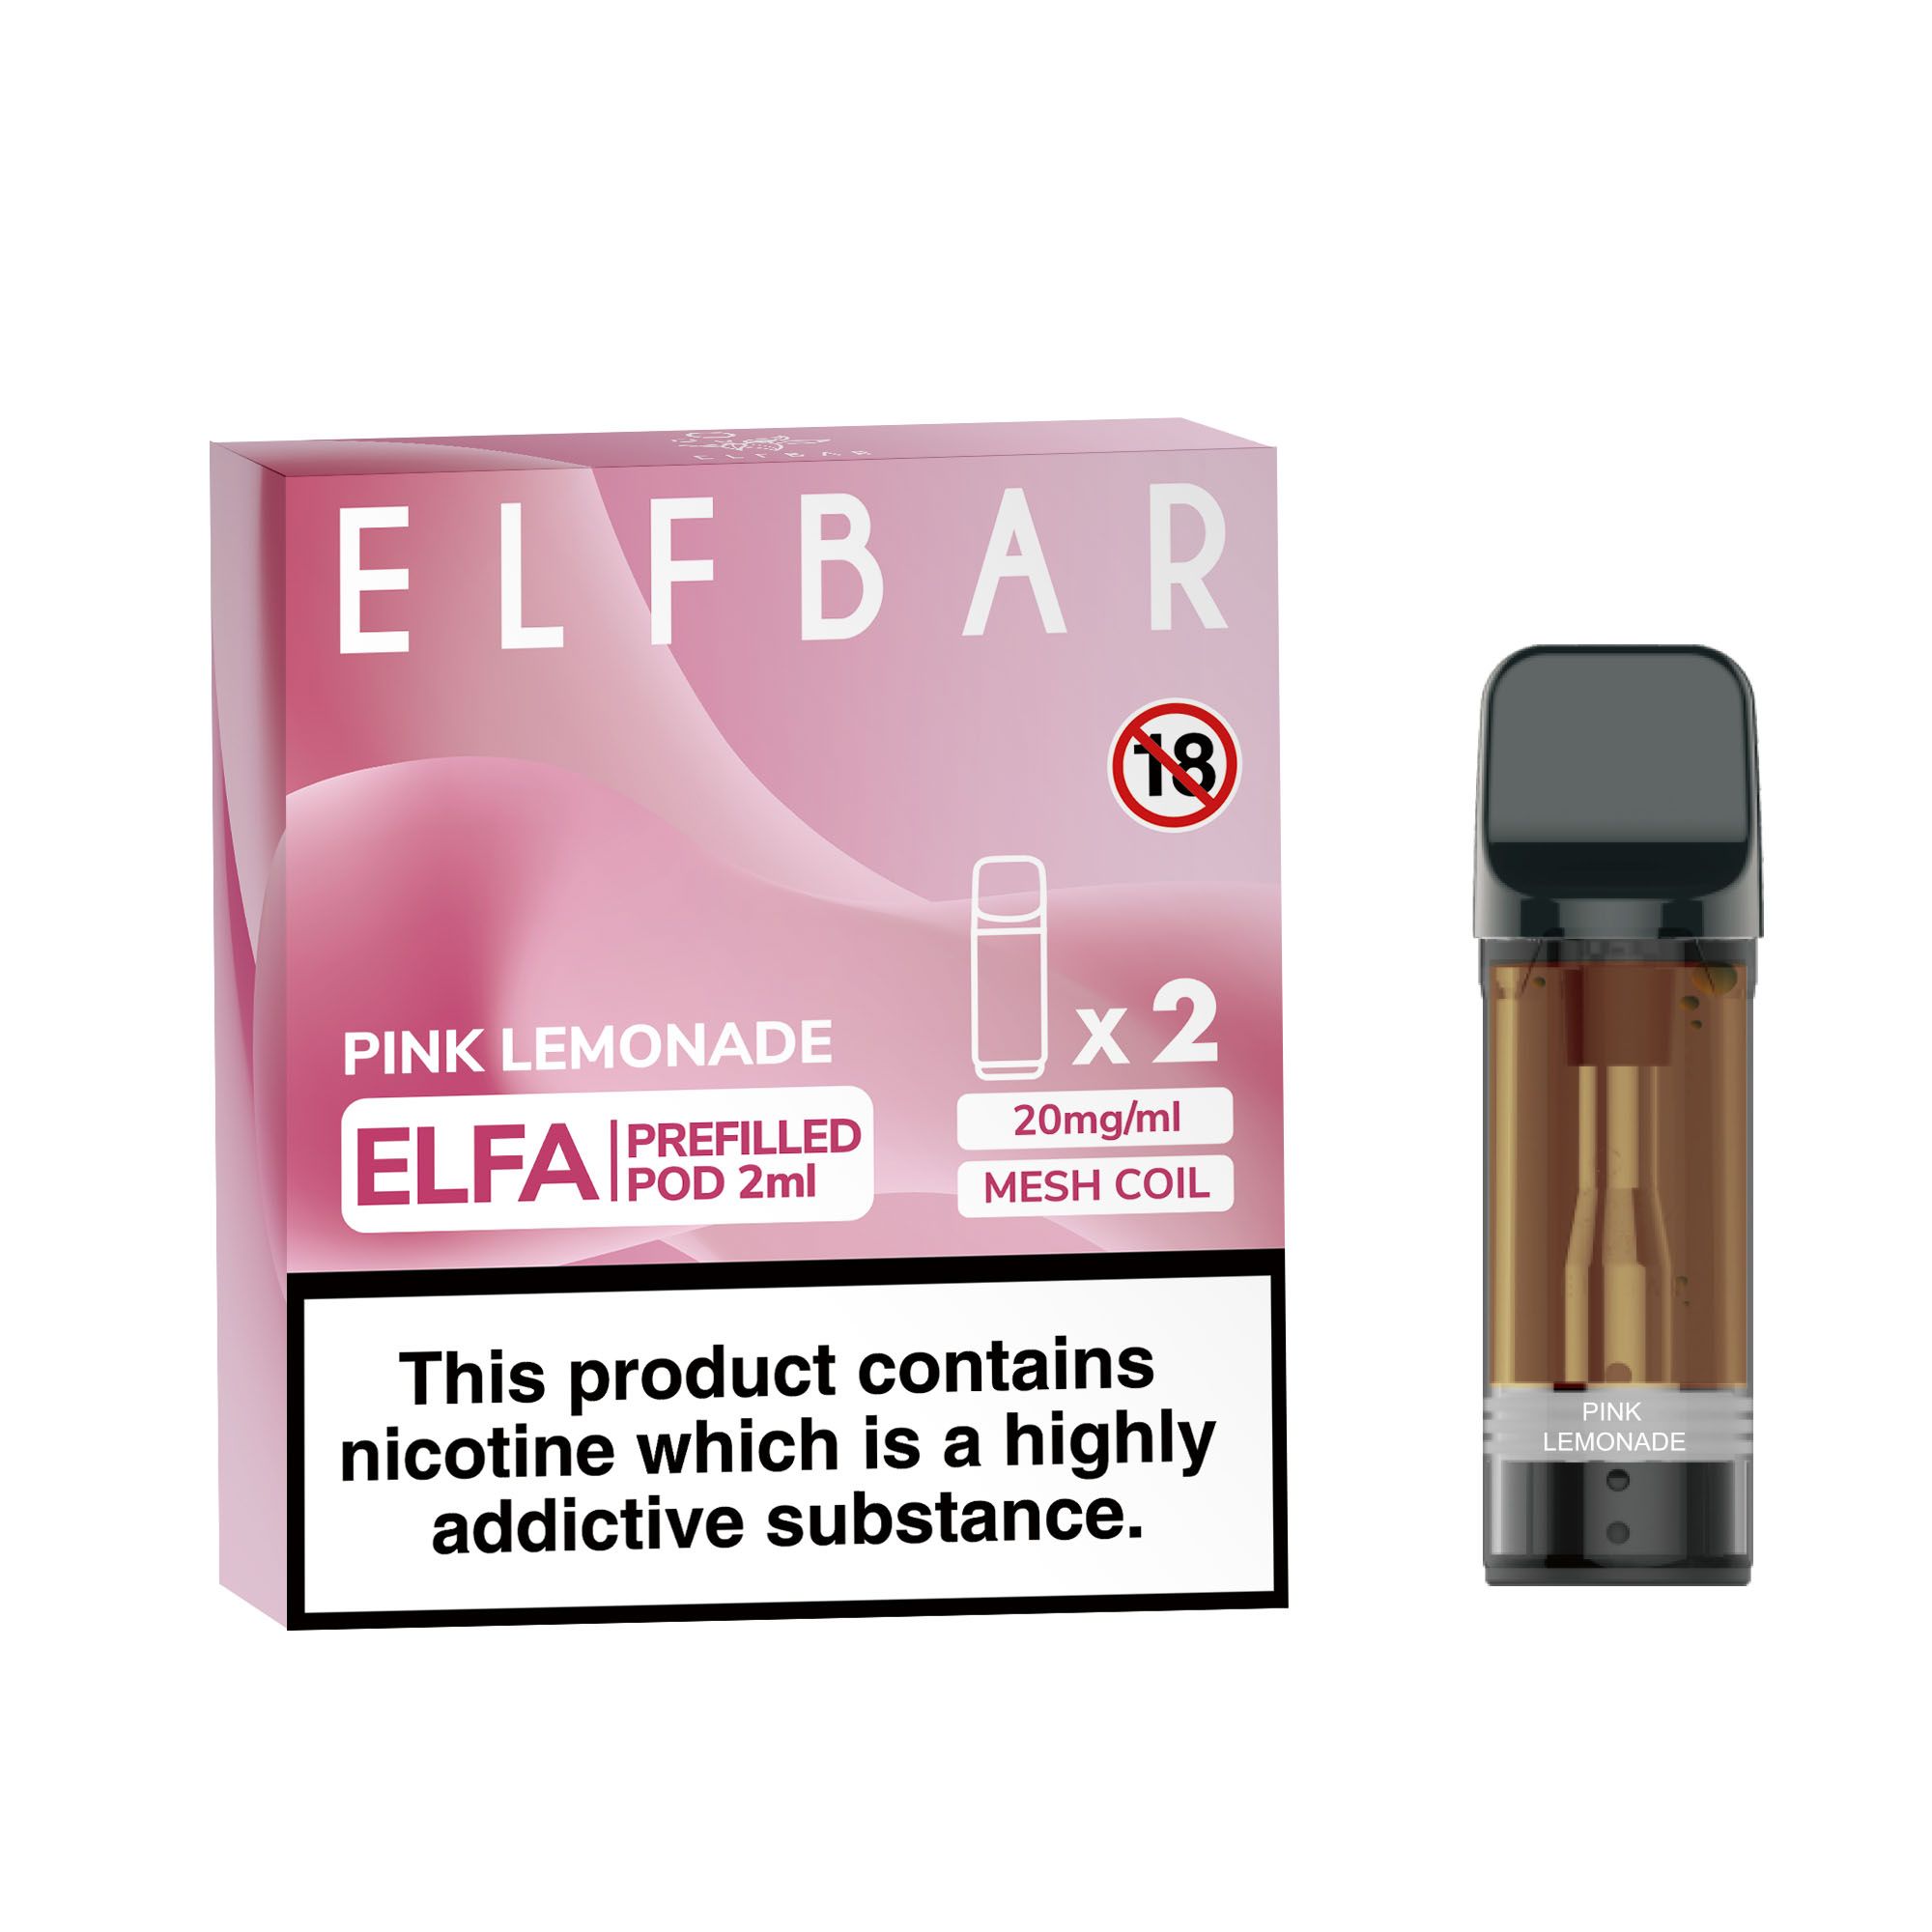 ELFBAR
ELFBAR
18
x 2
PINK LEMONADE
ELFA PREFILLED
POD 2ml
20mg/ml
MESH COIL
This product contains
nicotine which is a highly
addictive substance.
PINK
LEMONADE